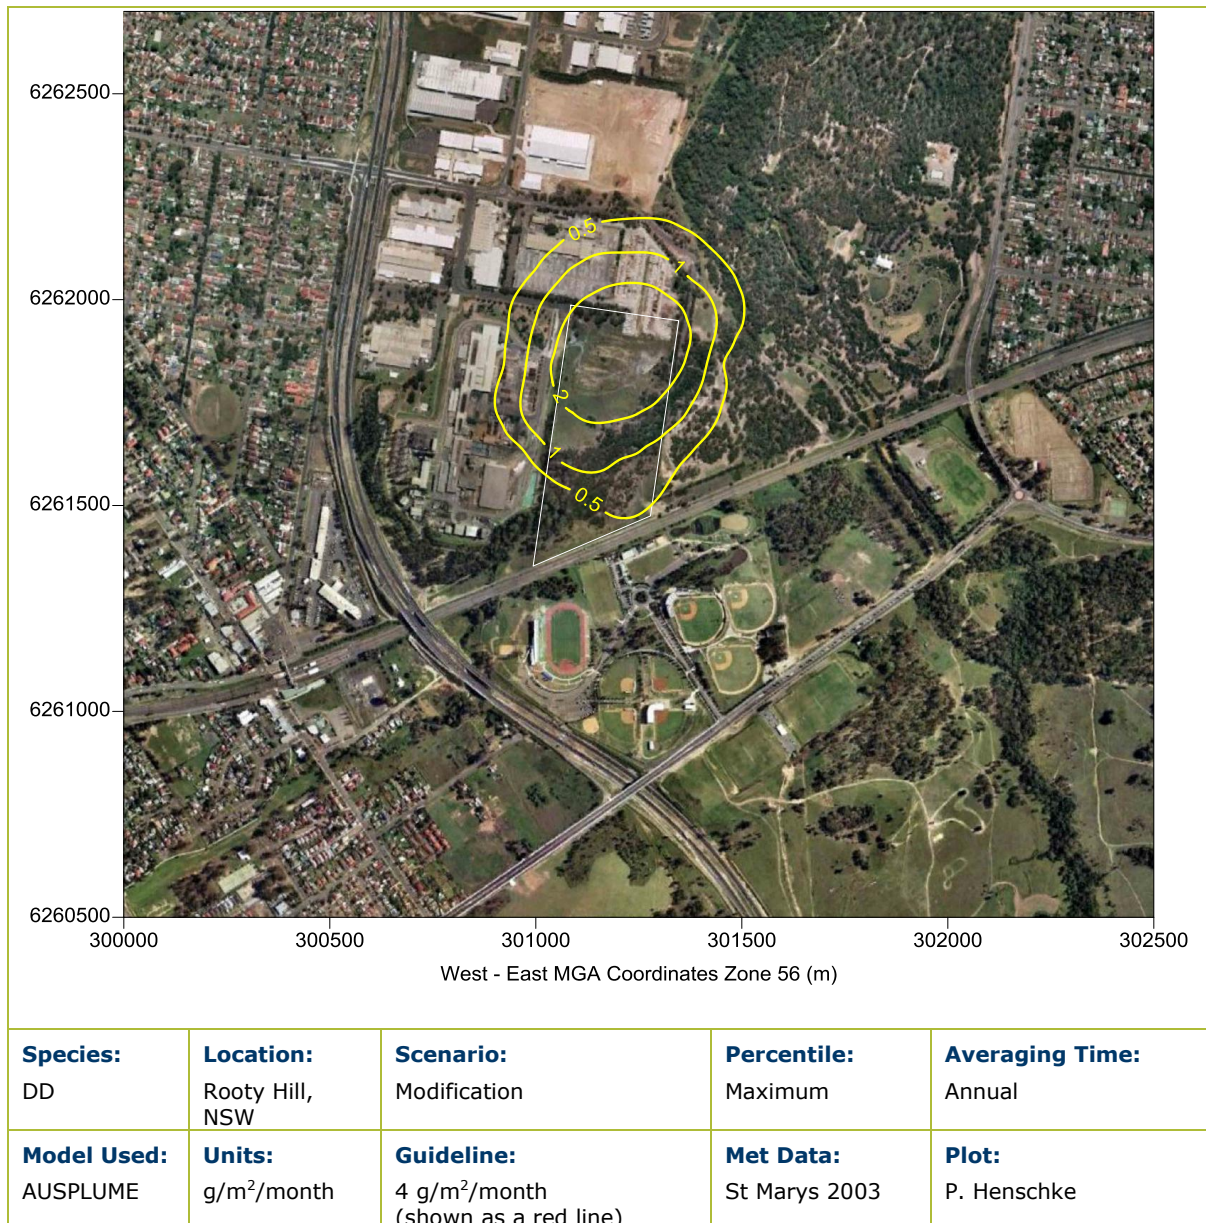 6262500
6262000
6261500
6261000
6260500
0.5
1
2
1
0.5
300000 300500 301000 301500 302000 302500
West - East MGA Coordinates Zone 56 (m)
Species: Location: Scenario: Percentile: Averaging Time:
DD Rooty Hill, Modification Maximum Annual
NSW
Model Used: Units: Guideline: Met Data: Plot:
AUSPLUME g/m²/month 4 g/m²/month St Marys 2003 P. Henschke
(shown as a red line)